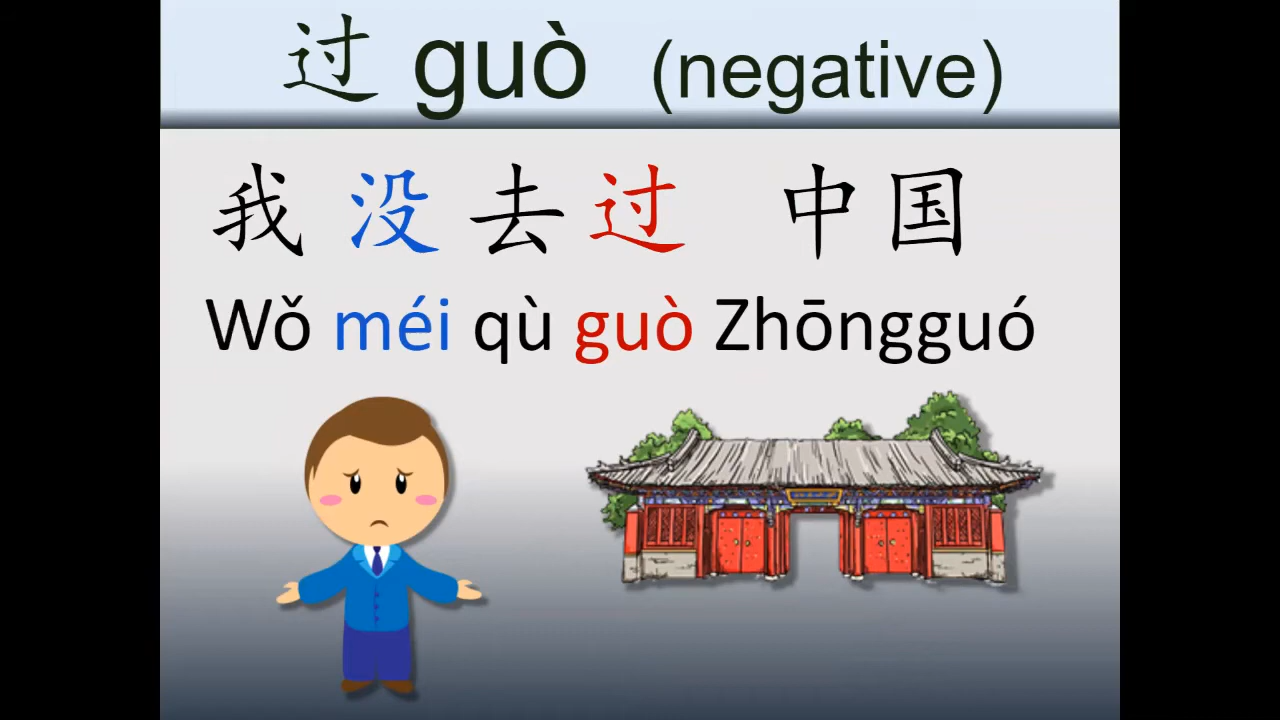 过 guò (negative)
我 没 去 过 中 国
Wǒ méi qù guò Zhōngguó